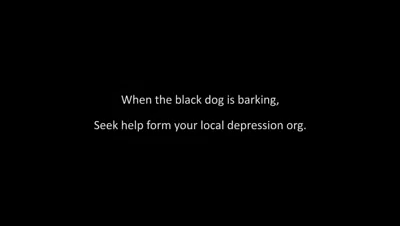 When the black dog is barking,
Seek help form your local depression org.